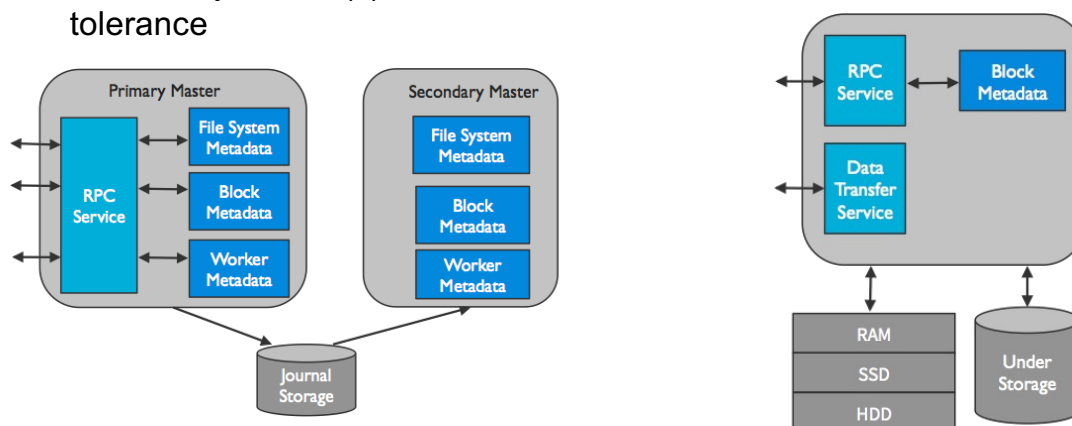 tolerance
Primary Master
RPC
Service
File System
Metadata
Block
Metadata
Worker
Metadata
Secondary Master
File System
Metadata
Block
Metadata
Worker
Metadata
Journal
Storage
RPC
Service
Block
Metadata
Data
Transfer
Service
RAM
SSD
HDD
Under
Storage